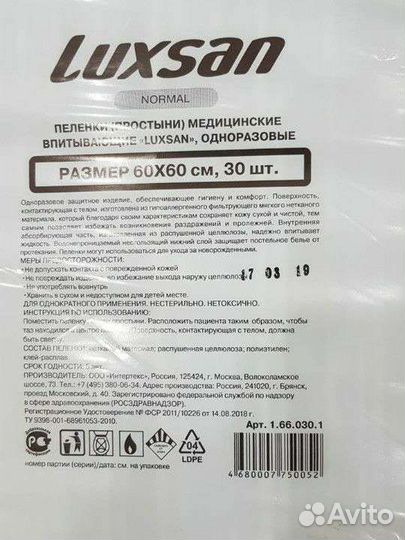 Luxsan
NORMAL
ПЕЛЕНКИ (ПРОСТЫНИ) МЕДИЦИНСКИЕ
ВПИТЫВАЮЩИЕ «LUXSAN», ОДНОРАЗОВЫЕ
РАЗМЕР 60Х60 см, 30 шт.
Одноразовое защитное изделие, обеспечивающее гигиену и комфорт. Поверхность,
контактирующая с телом, изготовлена из гипоаллергенного фильтрующего мягкого нетканого
материала, который благодаря своим характеристикам сохраняет кожу сухой и чистой, тем
самым помогает избежать возникновения раздражений и пролежней. Внутренняя
абсорбирующая часть, из целлюлозы, надежно впитывает
жидкость. Водонепроницаемый нескользящий нижний слой защищает постельное белье от
протекания. Пеленки могут использоваться для ухода за новорожденными.
МЕРЫ ПРЕДОСТОРОЖНОСТИ:
• Не допускать контакта с поврежденной кожей
• Не повреждать изделие во избежание выхода наружу целлюлозы
17 03 19
• Не употреблять вовнутрь
• Хранить в сухом и недоступном для детей месте.
ДЛЯ ОДНОКРАТНОГО ПРИМЕНЕНИЯ. НЕСТЕРИЛЬНО. НЕТОКСИЧНО.
ИНСТРУКЦИЯ ПО ИСПОЛЬЗОВАНИЮ:
Поместить пеленку Расположить пациента таким образом, чтобы
таз находился в центре Поверхность, контактирующая с телом, должна
быть сверху.
СОСТАВ ПЕЛЕНКИ: нетканый материал; распушенная целлюлоза; полиэтилен;
клей-расплав.
СРОК ГОДНОСТИ: 5 лет.
ПРОИЗВОДИТЕЛЬ: ООО «Интертекс», Россия, 125424, г. Москва, Волоколамское
шоссе, 73. Тел.: +7 (495) 380-06-34. Адрес производства: Россия, 241020, г. Брянск,
проезд Московский, д. 40. Изделие зарегистрировано федеральной службой по надзору
в сфере здравоохранения (РОСЗДРАВНАДЗОР).
Регистрационное Удостоверение № ФСР 2011/10226 от 14.08.2018 г.
ТУ 9396-001-68961053-2010.
Арт. 1.66.030.1
04
LDPE
номер партии (серии)/дата: см. на упаковке
4 680007 750052
Avito